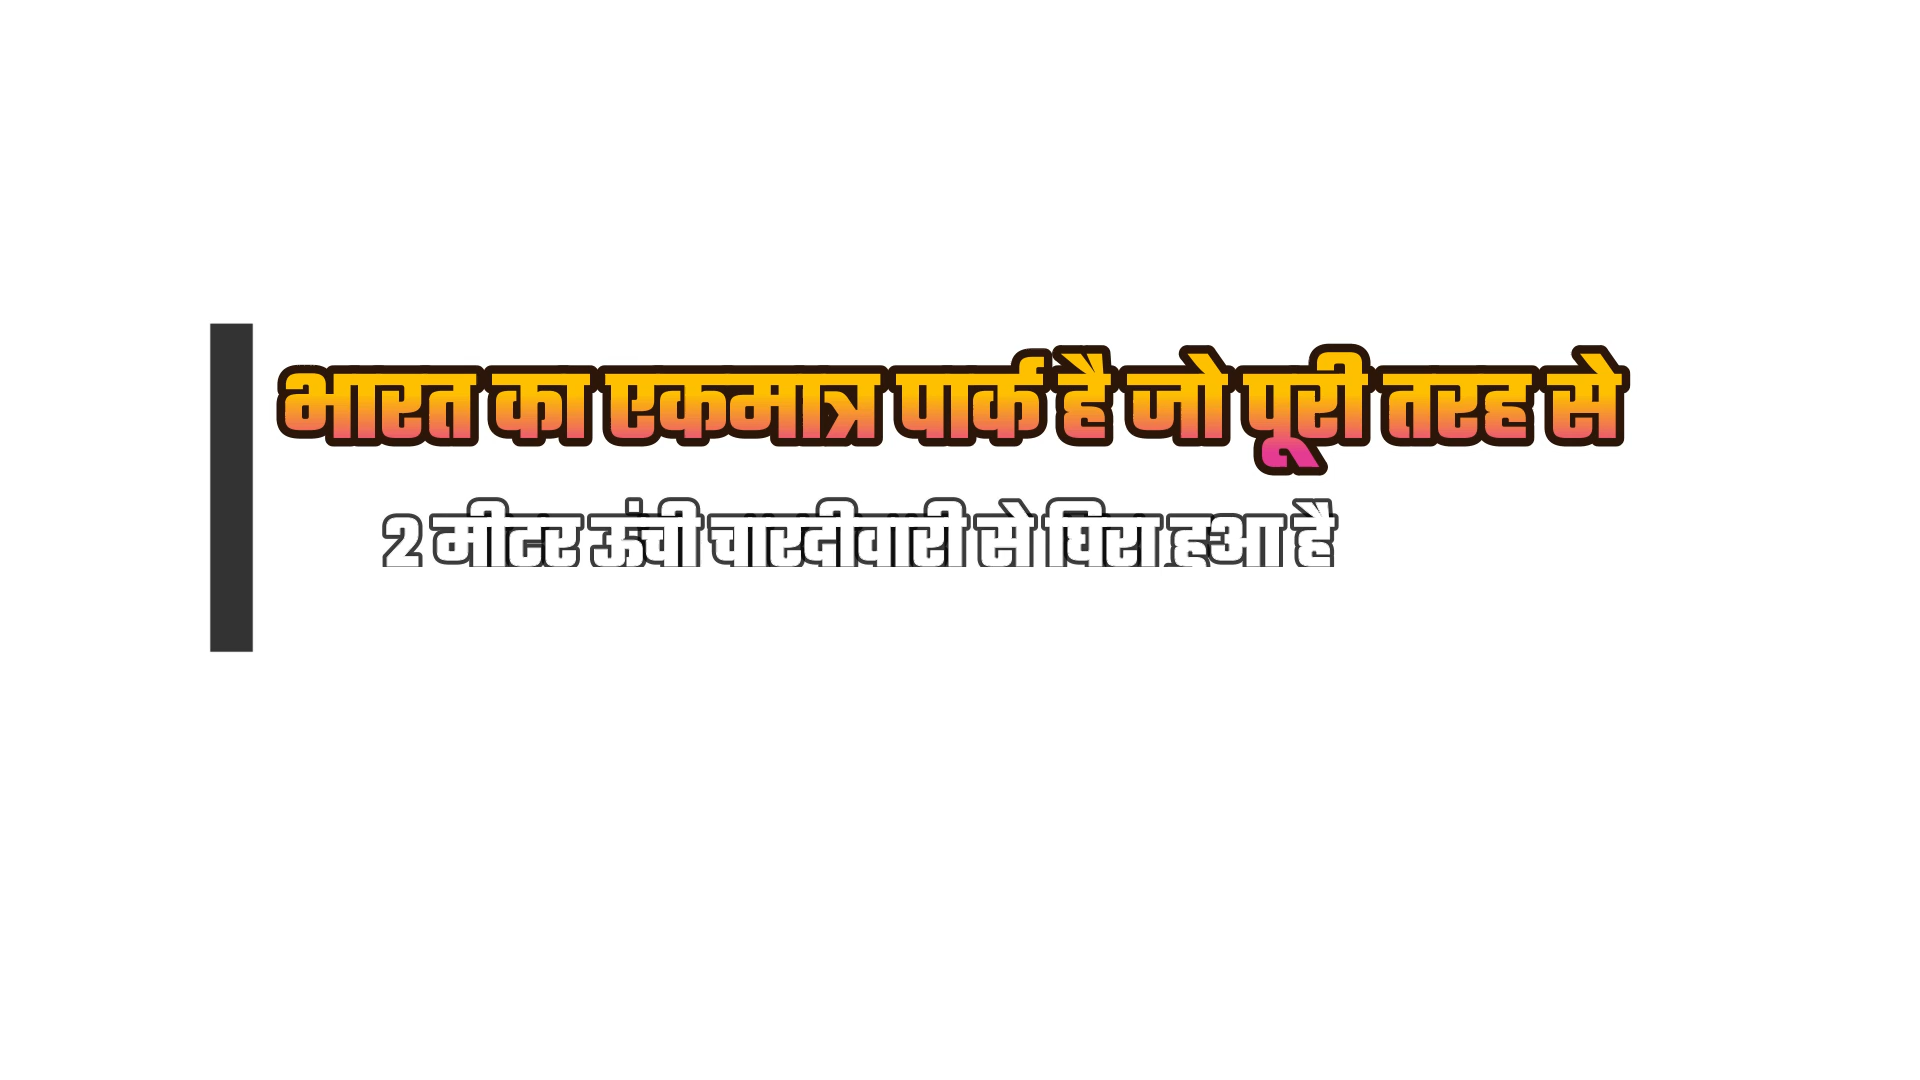 भारत का एकमात्र पार्क है जो पूरी तरह से
2 मीटर ऊंची चारदीवारी से घिरा हुआ है